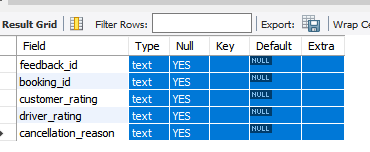 Result Grid Filter Rows: Export: Wrap Ce
Field Type Null Key Default Extra
feedback_id text YES NULL
booking_id text YES NULL
customer_rating text YES NULL
driver_rating text YES NULL
cancellation_reason text YES NULL